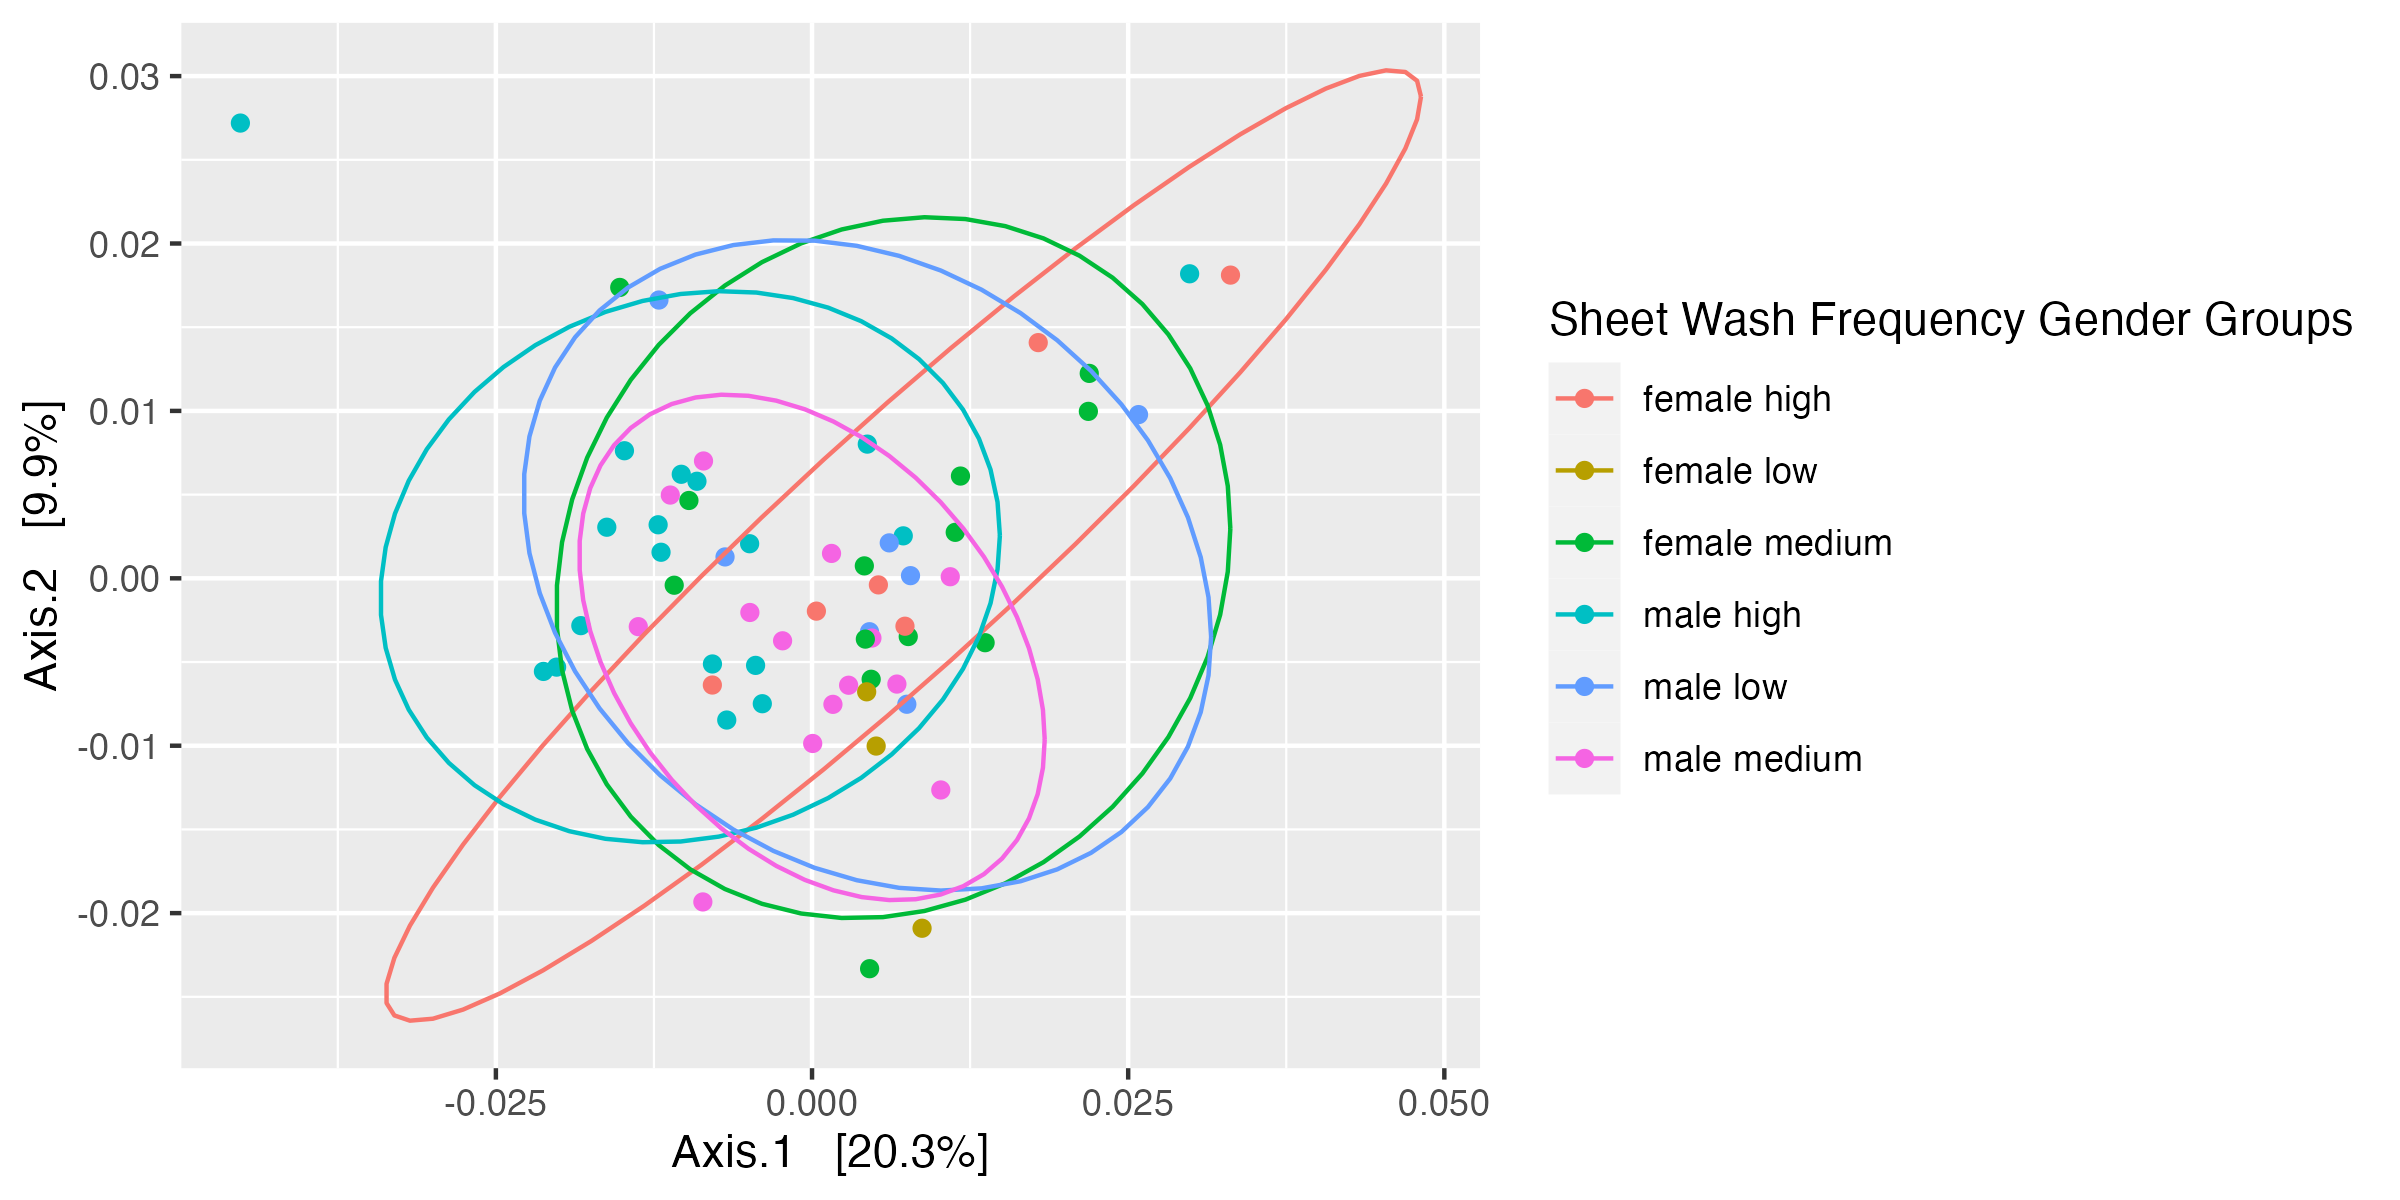 0.03
0.02
0.01
0.00
-0.01
-0.02
Axis.2 [9.9%]
-0.025 0.000 0.025 0.050
Axis.1 [20.3%]
Sheet Wash Frequency Gender Groups
female high
female low
female medium
male high
male low
male medium